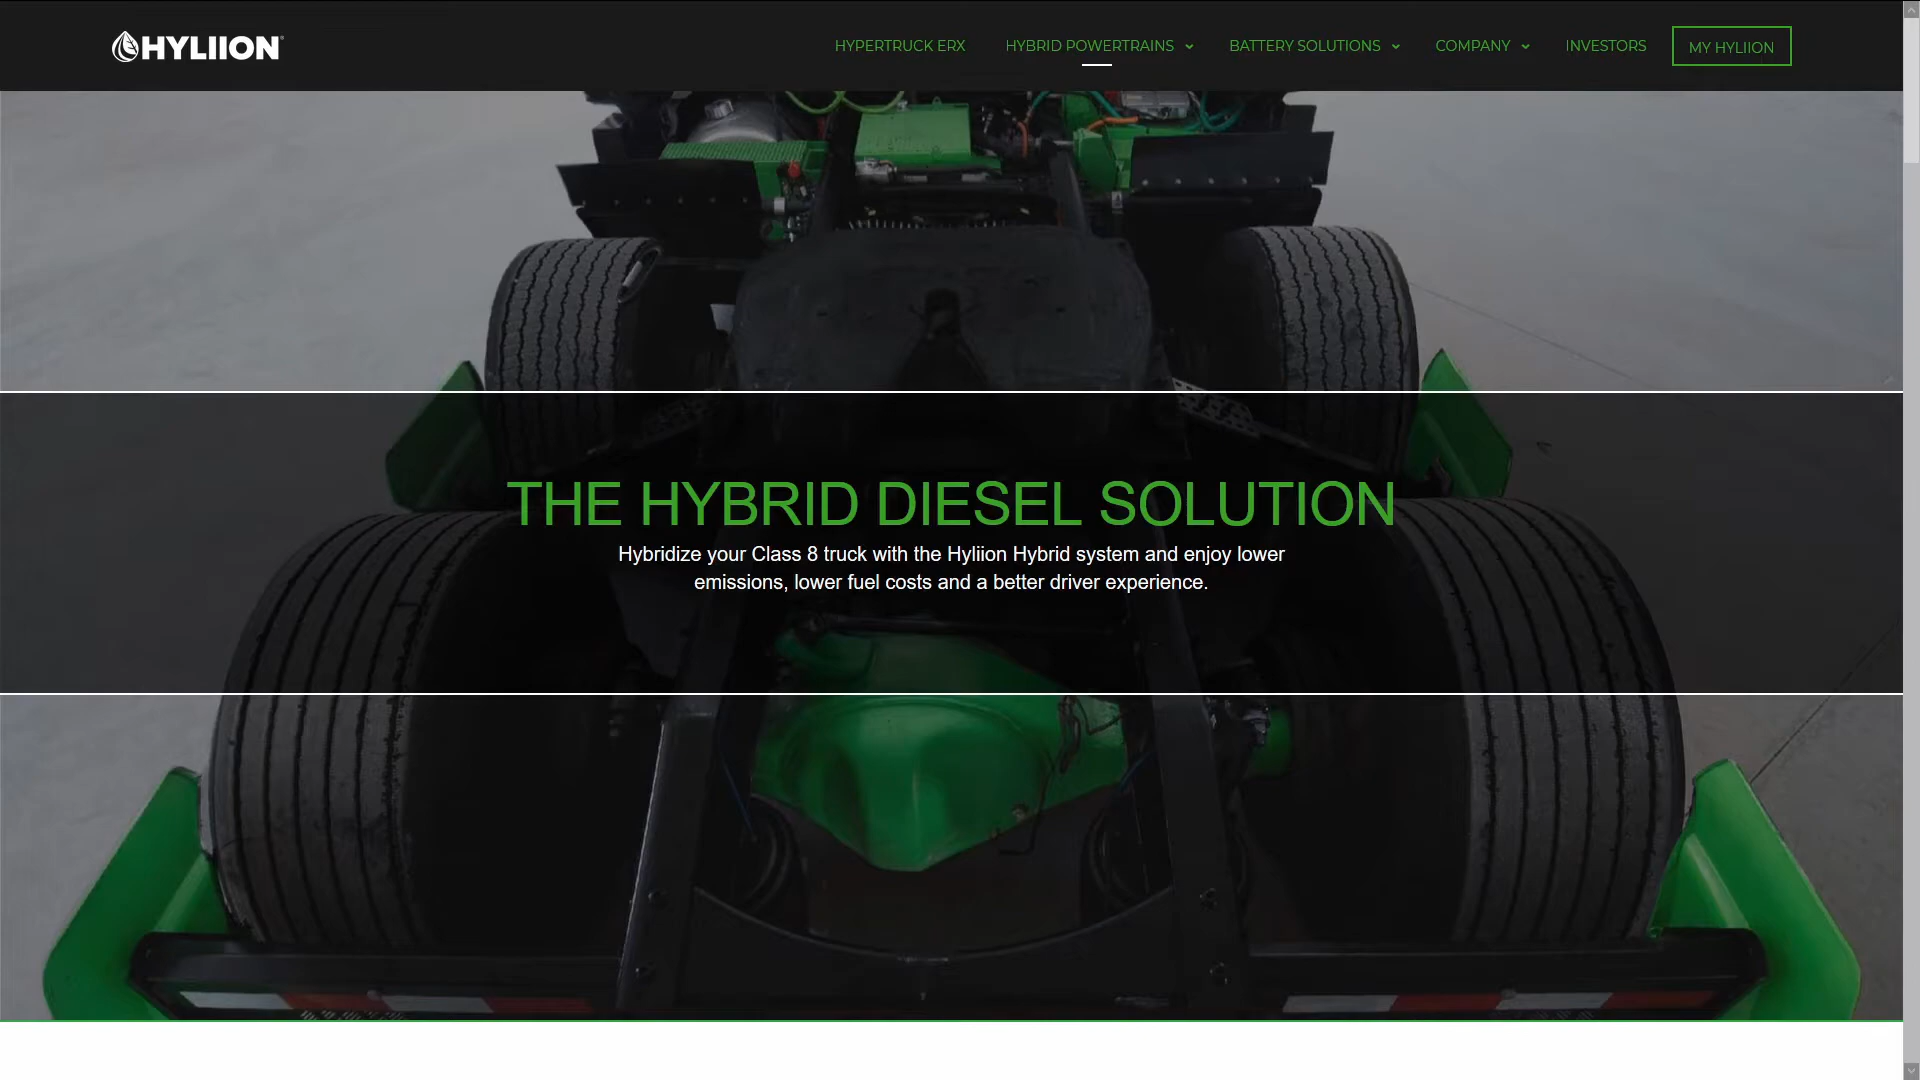 HYLIION
HYPERTRUCK ERX
HYBRID POWERTRAINS
BATTERY SOLUTIONS
COMPANY
INVESTORS
MY HYLIION
THE HYBRID DIESEL SOLUTION
Hybridize your Class 8 truck with the Hyliion Hybrid system and enjoy lower
emissions, lower fuel costs and a better driver experience.